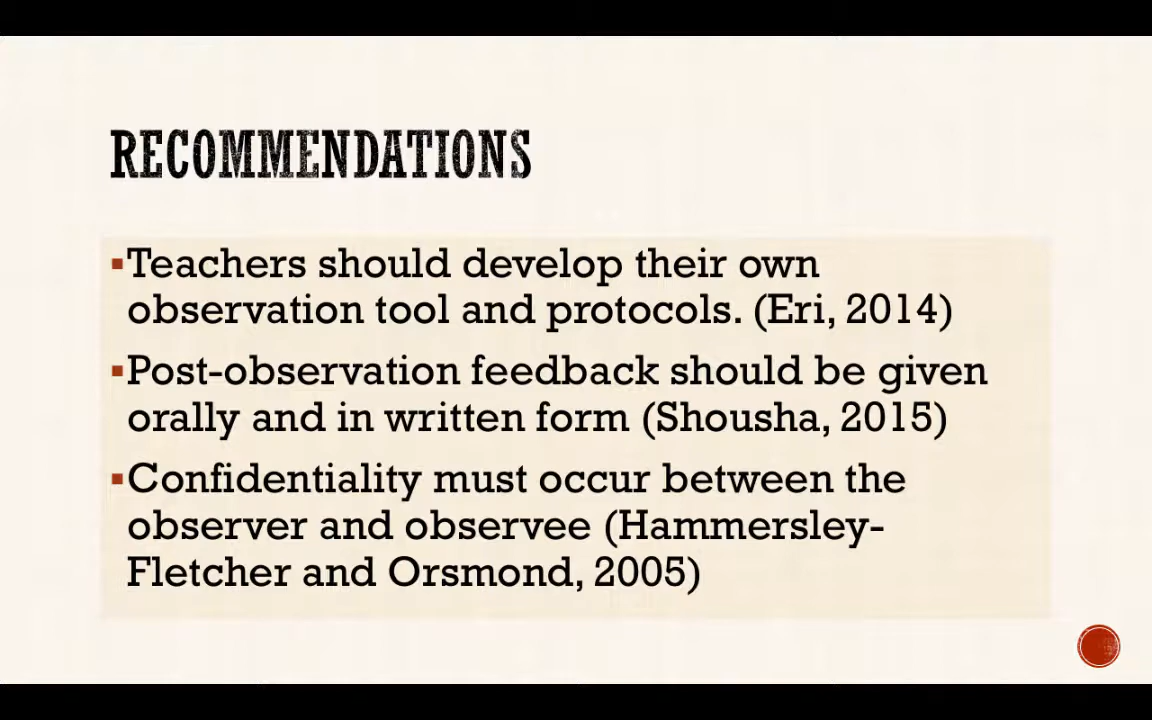 RECOMMENDATIONS
▪Teachers should develop their own
observation tool and protocols. (Eri, 2014)
▪Post-observation feedback should be given
orally and in written form (Shousha, 2015)
▪Confidentiality must occur between the
observer and observee (Hammersley-
Fletcher and Orsmond, 2005)